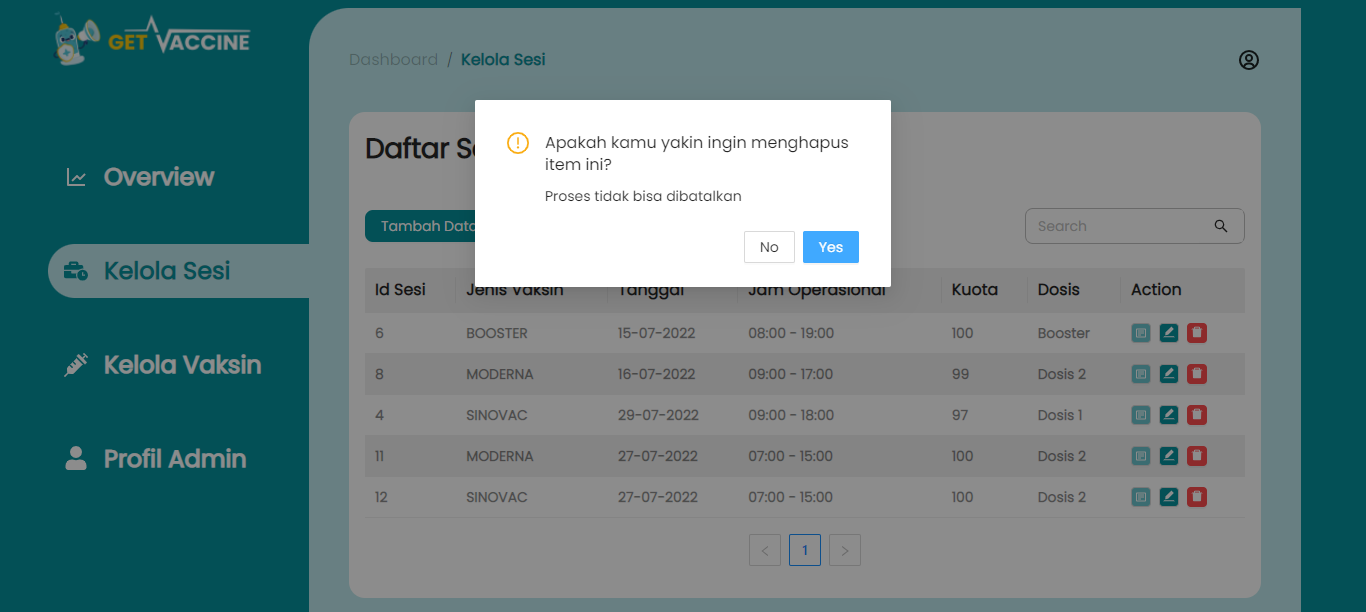 GET VACCINE
Dashboard / Kelola Sesi
Overview
Kelola Sesi
Kelola Vaksin
Profil Admin
Daftar Se
Apakah kamu yakin ingin menghapus
item ini?
Proses tidak bisa dibatalkan
No Yes
Tambah Data
Search
Id Sesi Jenis Vaksin Tanggal Jam Operasional Kuota Dosis Action
6 BOOSTER 15-07-2022 08:00 - 19:00 100 Booster
8 MODERNA 16-07-2022 09:00 - 17:00 99 Dosis 2
4 SINOVAC 29-07-2022 09:00 - 18:00 97 Dosis 1
11 MODERNA 27-07-2022 07:00 - 15:00 100 Dosis 2
12 SINOVAC 27-07-2022 07:00 - 15:00 100 Dosis 2
< 1 >